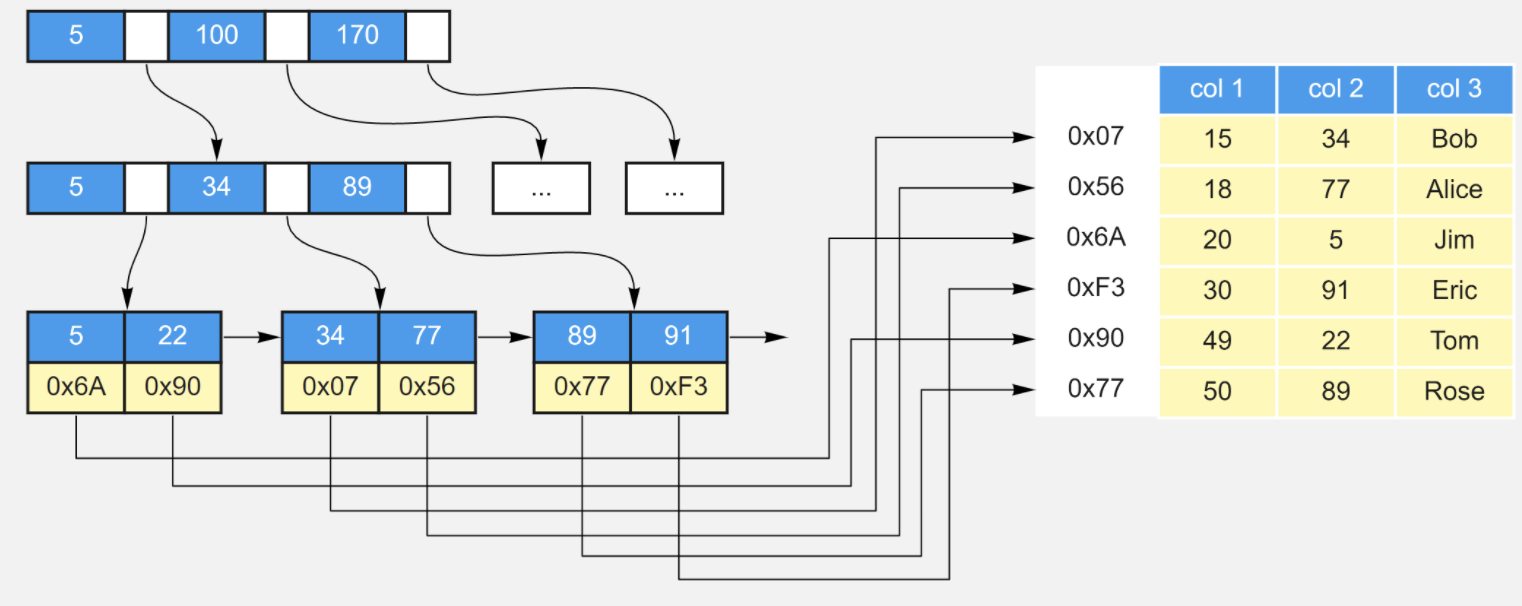 5 100 170
5 34 89 ... ...
5 22 34 77 89 91
0x6A 0x90 0x07 0x56 0x77 0xF3
col 1 col 2 col 3
0x07 15 34 Bob
0x56 18 77 Alice
0x6A 20 5 Jim
0xF3 30 91 Eric
0x90 49 22 Tom
0x77 50 89 Rose